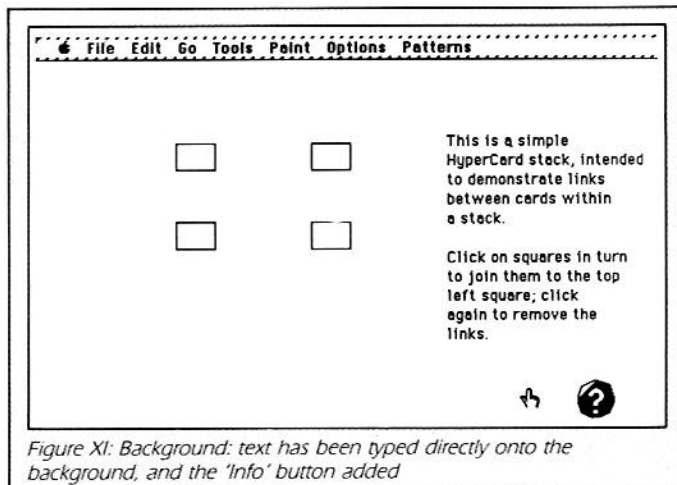 File Edit Go Tools Paint Options Patterns
This is a simple
HyperCard stack, intended
to demonstrate links
between cards within
a stack.
Click on squares in turn
to join them to the top
left square; click
again to remove the
links.
?
Figure XI: Background: text has been typed directly onto the
background, and the 'Info' button added